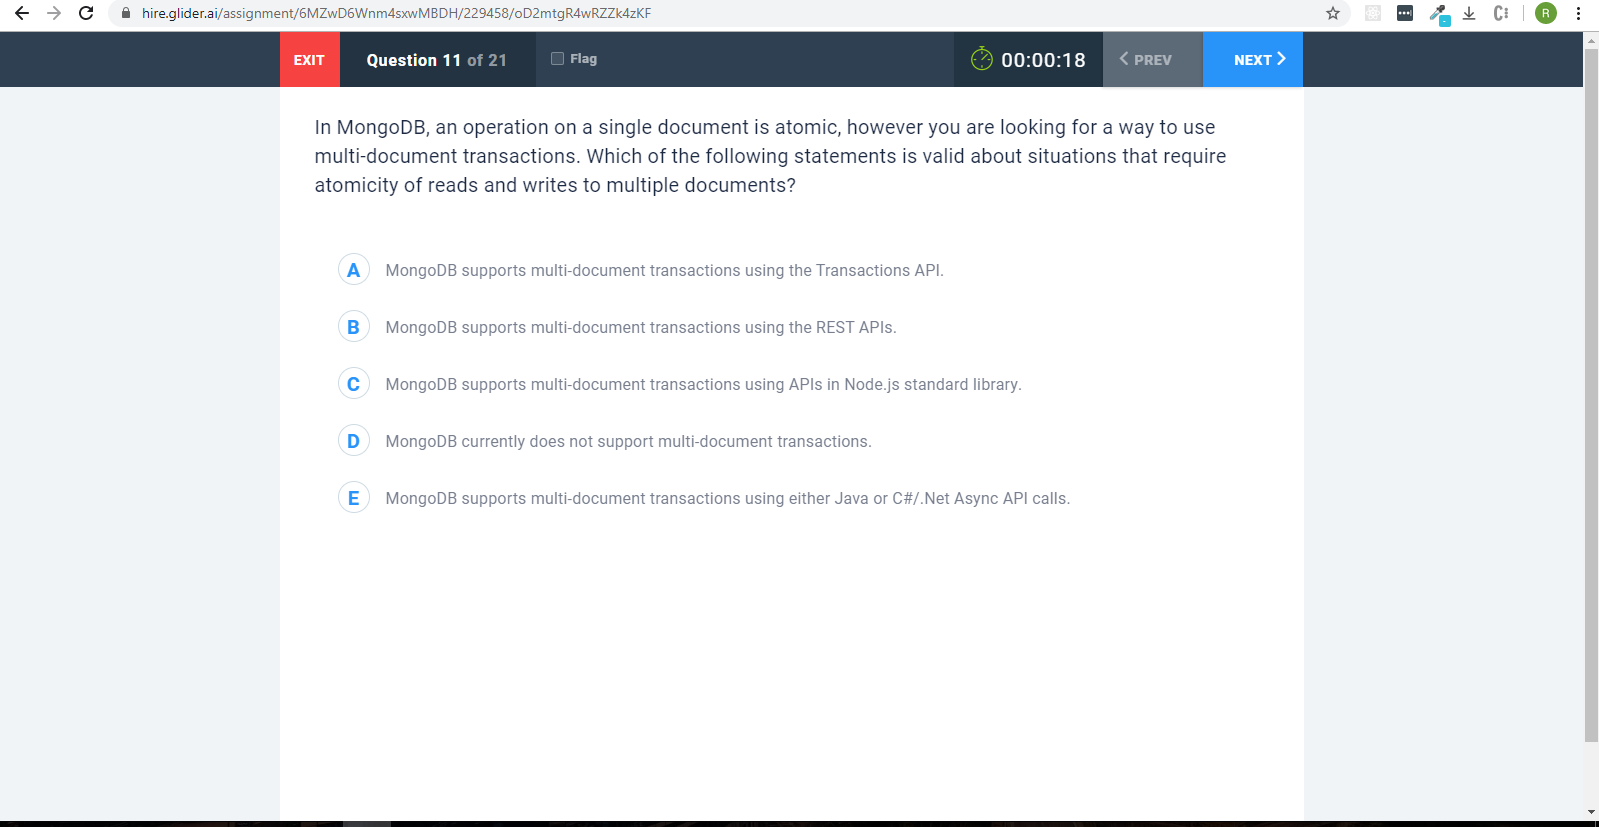 hire.glider.ai/assignment/6MZwD6Wnm4sxwMBDH/229458/oD2mtgR4wRZZk4zKF
R
EXIT
Question 11 of 21
Flag
00:00:18
PREV
NEXT
In MongoDB, an operation on a single document is atomic, however you are looking for a way to use
multi-document transactions. Which of the following statements is valid about situations that require
atomicity of reads and writes to multiple documents?
A MongoDB supports multi-document transactions using the Transactions API.
B MongoDB supports multi-document transactions using the REST APIs.
C MongoDB supports multi-document transactions using APIs in Node.js standard library.
D MongoDB currently does not support multi-document transactions.
E MongoDB supports multi-document transactions using either Java or C#/.Net Async API calls.